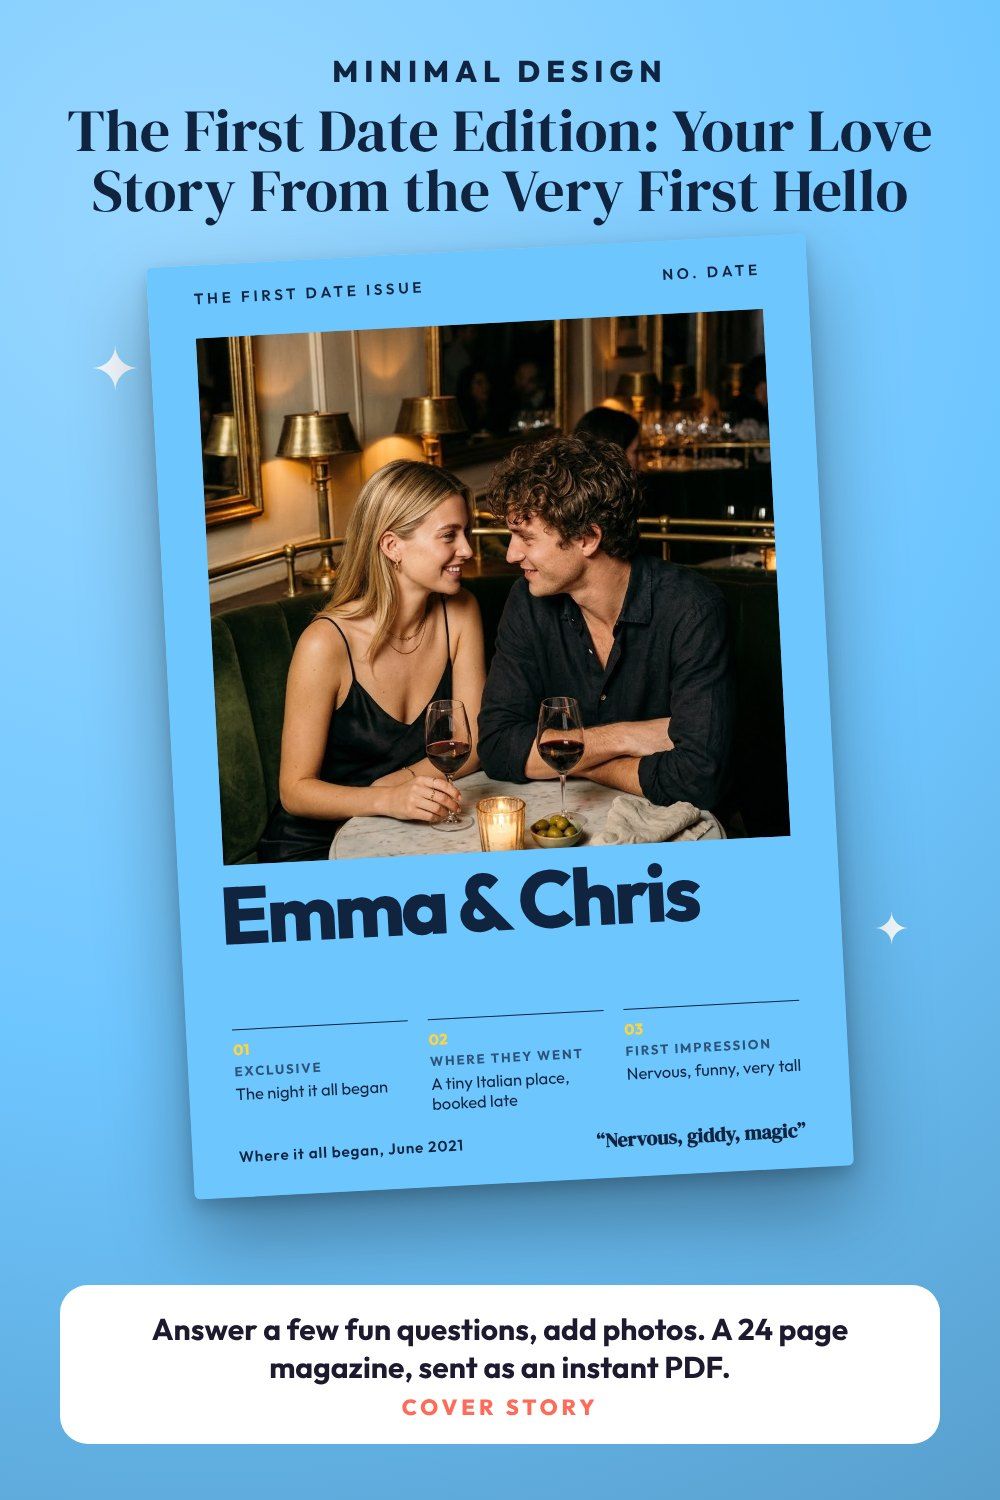 MINIMAL DESIGN
The First Date Edition: Your Love
Story From the Very First Hello
THE FIRST DATE ISSUE
NO. DATE
Emma & Chris
01
EXCLUSIVE
The night it all began
02
WHERE THEY WENT
A tiny Italian place,
booked late
03
FIRST IMPRESSION
Nervous, funny, very tall
Where it all began, June 2021
“Nervous, giddy, magic”
Answer a few fun questions, add photos. A 24 page
magazine, sent as an instant PDF.
COVER STORY